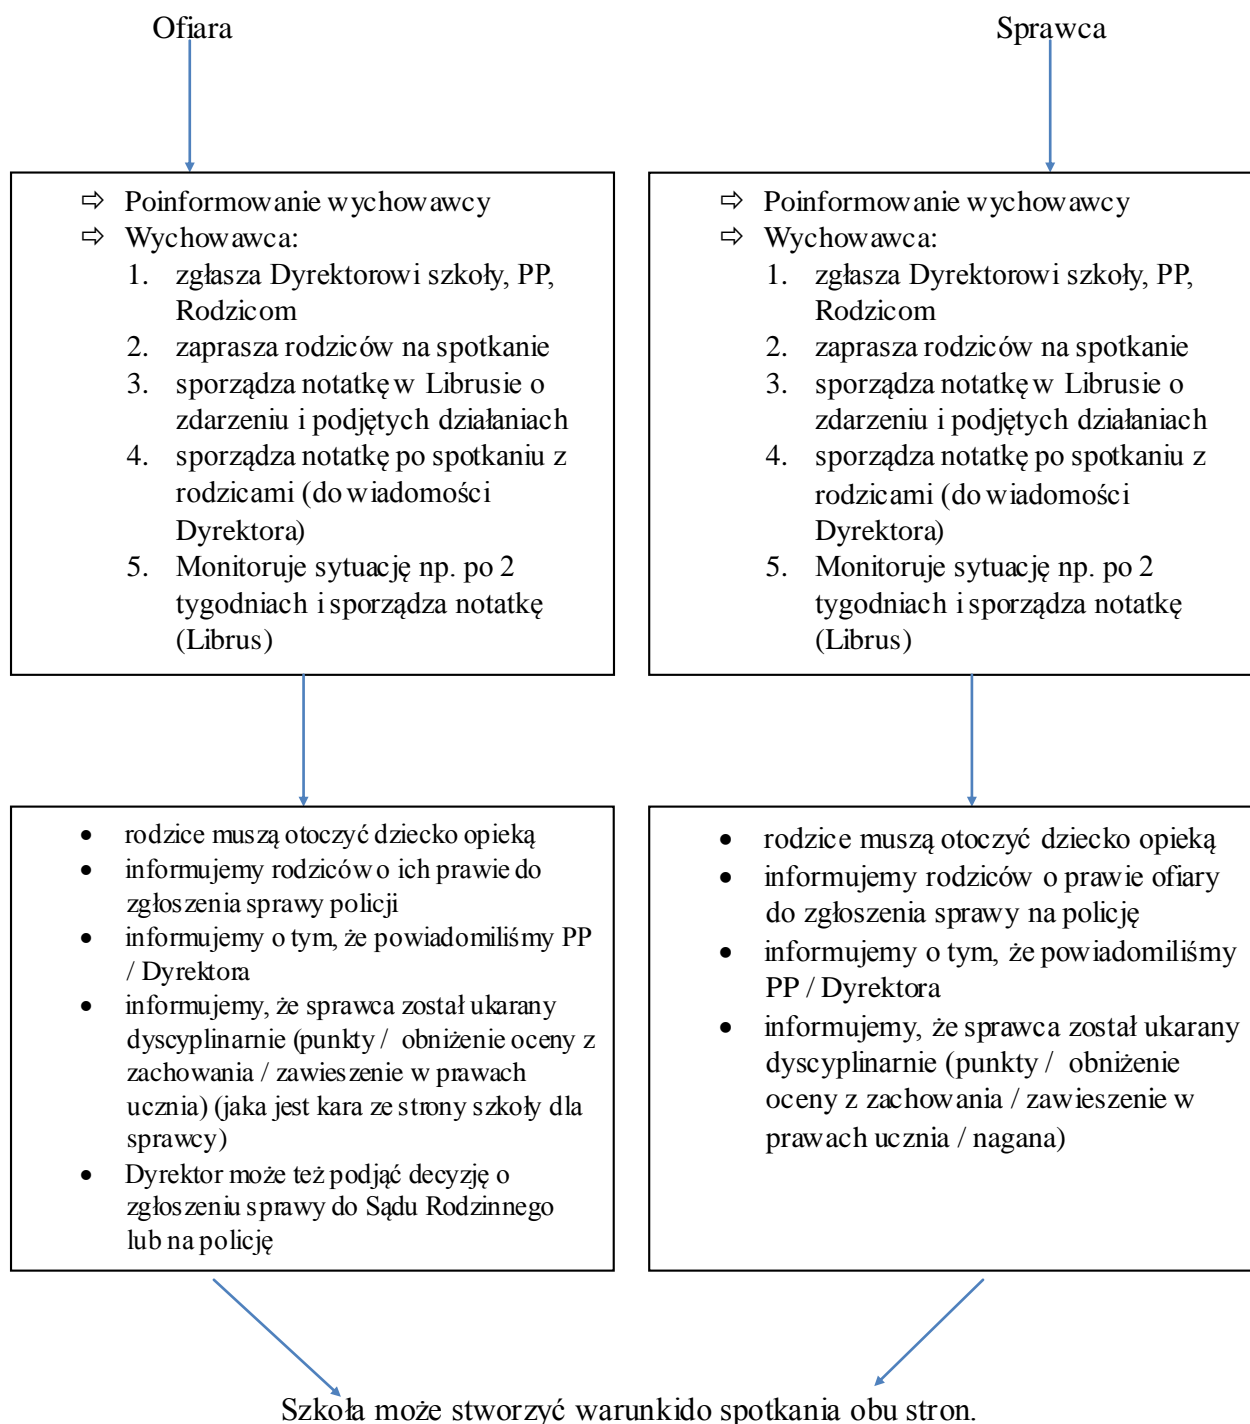 Ofiara
Sprawca
⇨ Poinformowanie wychowawcy
⇨ Wychowawca:
1. zgłasza Dyrektorowi szkoły, PP,
Rodzicom
2. zaprasza rodziców na spotkanie
3. sporządza notatkę w Librusie o
zdarzeniu i podjętych działaniach
4. sporządza notatkę po spotkaniu z
rodzicami (do wiadomości
Dyrektora)
5. Monitoruje sytuację np. po 2
tygodniach i sporządza notatkę
(Librus)
⇨ Poinformowanie wychowawcy
⇨ Wychowawca:
1. zgłasza Dyrektorowi szkoły, PP,
Rodzicom
2. zaprasza rodziców na spotkanie
3. sporządza notatkę w Librusie o
zdarzeniu i podjętych działaniach
4. sporządza notatkę po spotkaniu z
rodzicami (do wiadomości
Dyrektora)
5. Monitoruje sytuację np. po 2
tygodniach i sporządza notatkę
(Librus)
• rodzice muszą otoczyć dziecko opieką
• informujemy rodziców o ich prawie do
zgłoszenia sprawy policji
• informujemy o tym, że powiadomiliśmy PP
/ Dyrektora
• informujemy, że sprawca został ukarany
dyscyplinarnie (punkty / obniżenie oceny z
zachowania / zawieszenie w prawach
ucznia) (jaka jest kara ze strony szkoły dla
sprawcy)
• Dyrektor może też podjąć decyzję o
zgłoszeniu sprawy do Sądu Rodzinnego
lub na policję
• rodzice muszą otoczyć dziecko opieką
• informujemy rodziców o prawie ofiary
do zgłoszenia sprawy na policję
• informujemy o tym, że powiadomiliśmy
PP / Dyrektora
• informujemy, że sprawca został ukarany
dyscyplinarnie (punkty / obniżenie
oceny z zachowania / zawieszenie w
prawach ucznia / nagana)
Szkoła może stworzyć warunkido spotkania obu stron.